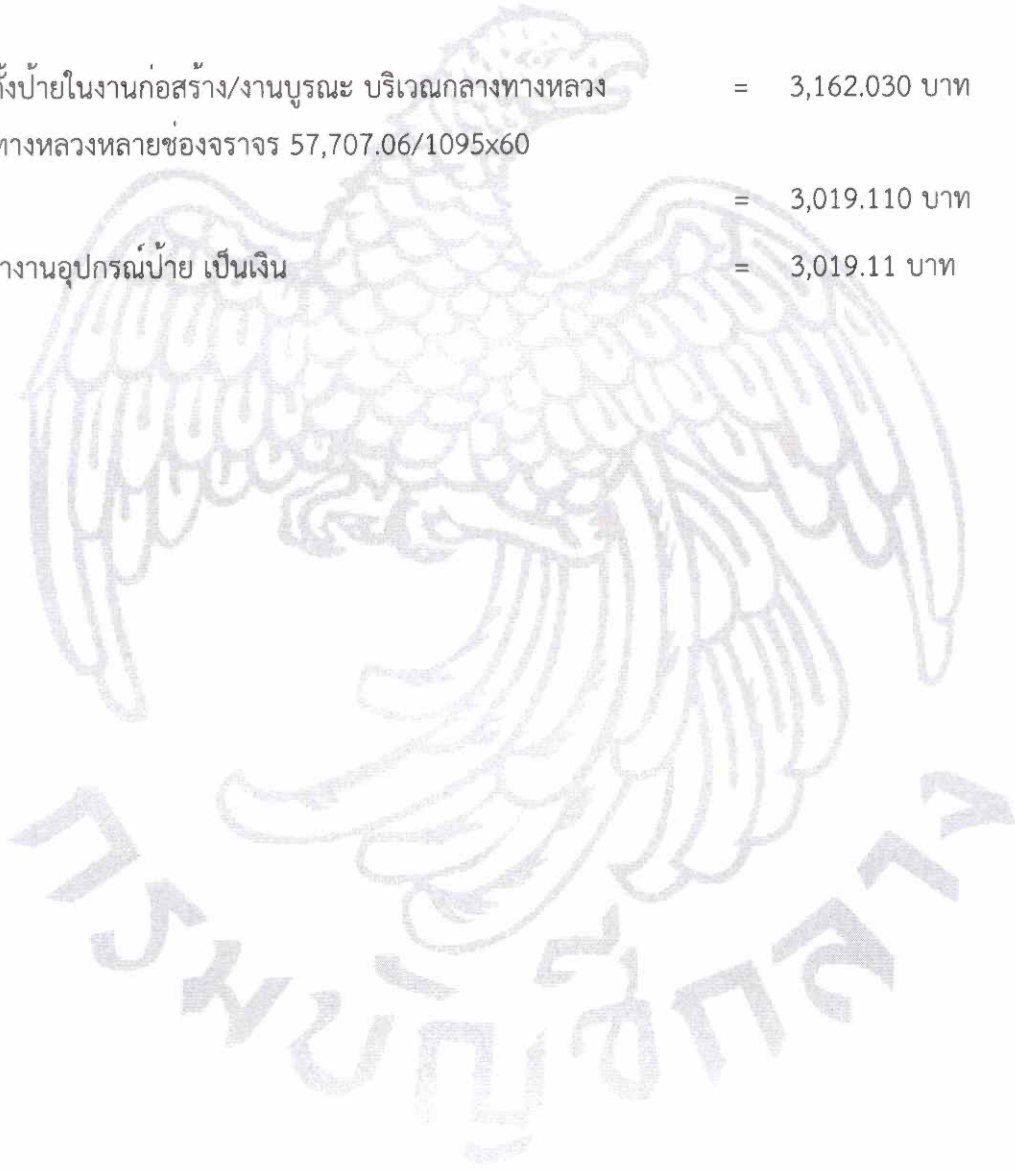 ั้งป้ายในงานก่อสร้าง/งานบูรณะ บริเวณกลางทางหลวง = 3,162.030 บาท
ทางหลวงหลายช่องจราจร 57,707.06/1095x60
= 3,019.110 บาท
างานอุปกรณ์ป้าย เป็นเงิน = 3,019.11 บาท
กรมบัญชีกลาง